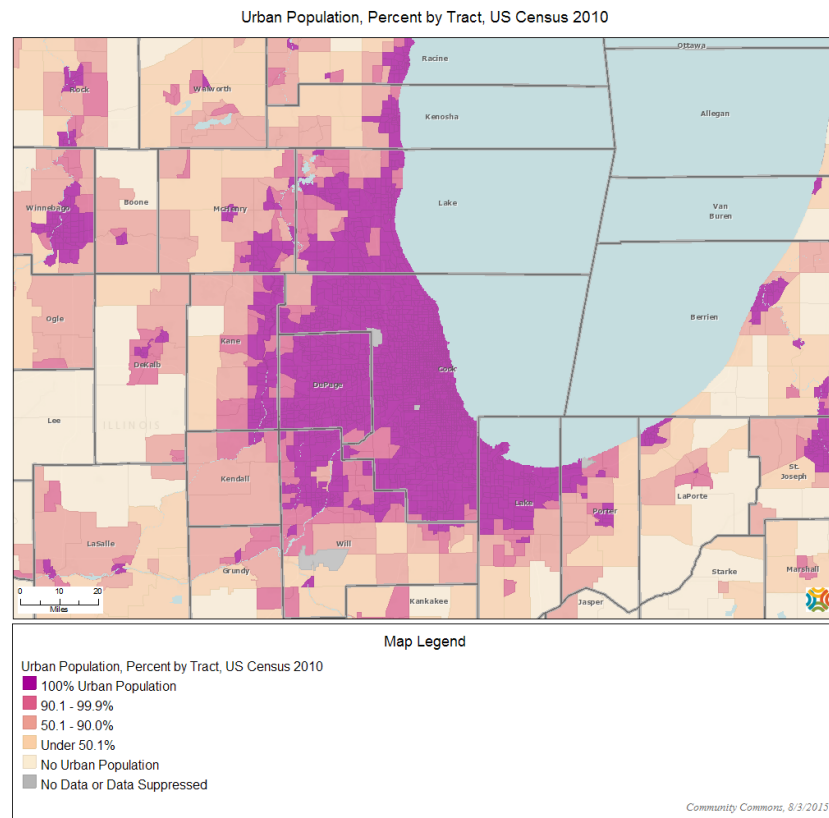 Urban Population, Percent by Tract, US Census 2010
Ottawa
Racine
Rock
Walworth
Kenosha
Allegan
Winnebago
Boone
McHenry
Lake
Van
Buren
Ogle
Kane
Berrien
DeKalb
DuPage
Cook
Lee
ILLINOIS
Kendall
St.
Joseph
LaPorte
Lake
Porter
LaSalle
Will
Grundy
Starke
Marshall
Kankakee
Jasper
0 10 20
Miles
Map Legend
Urban Population, Percent by Tract, US Census 2010
100% Urban Population
90.1 - 99.9%
50.1 - 90.0%
Under 50.1%
No Urban Population
No Data or Data Suppressed
Community Commons, 8/3/2015